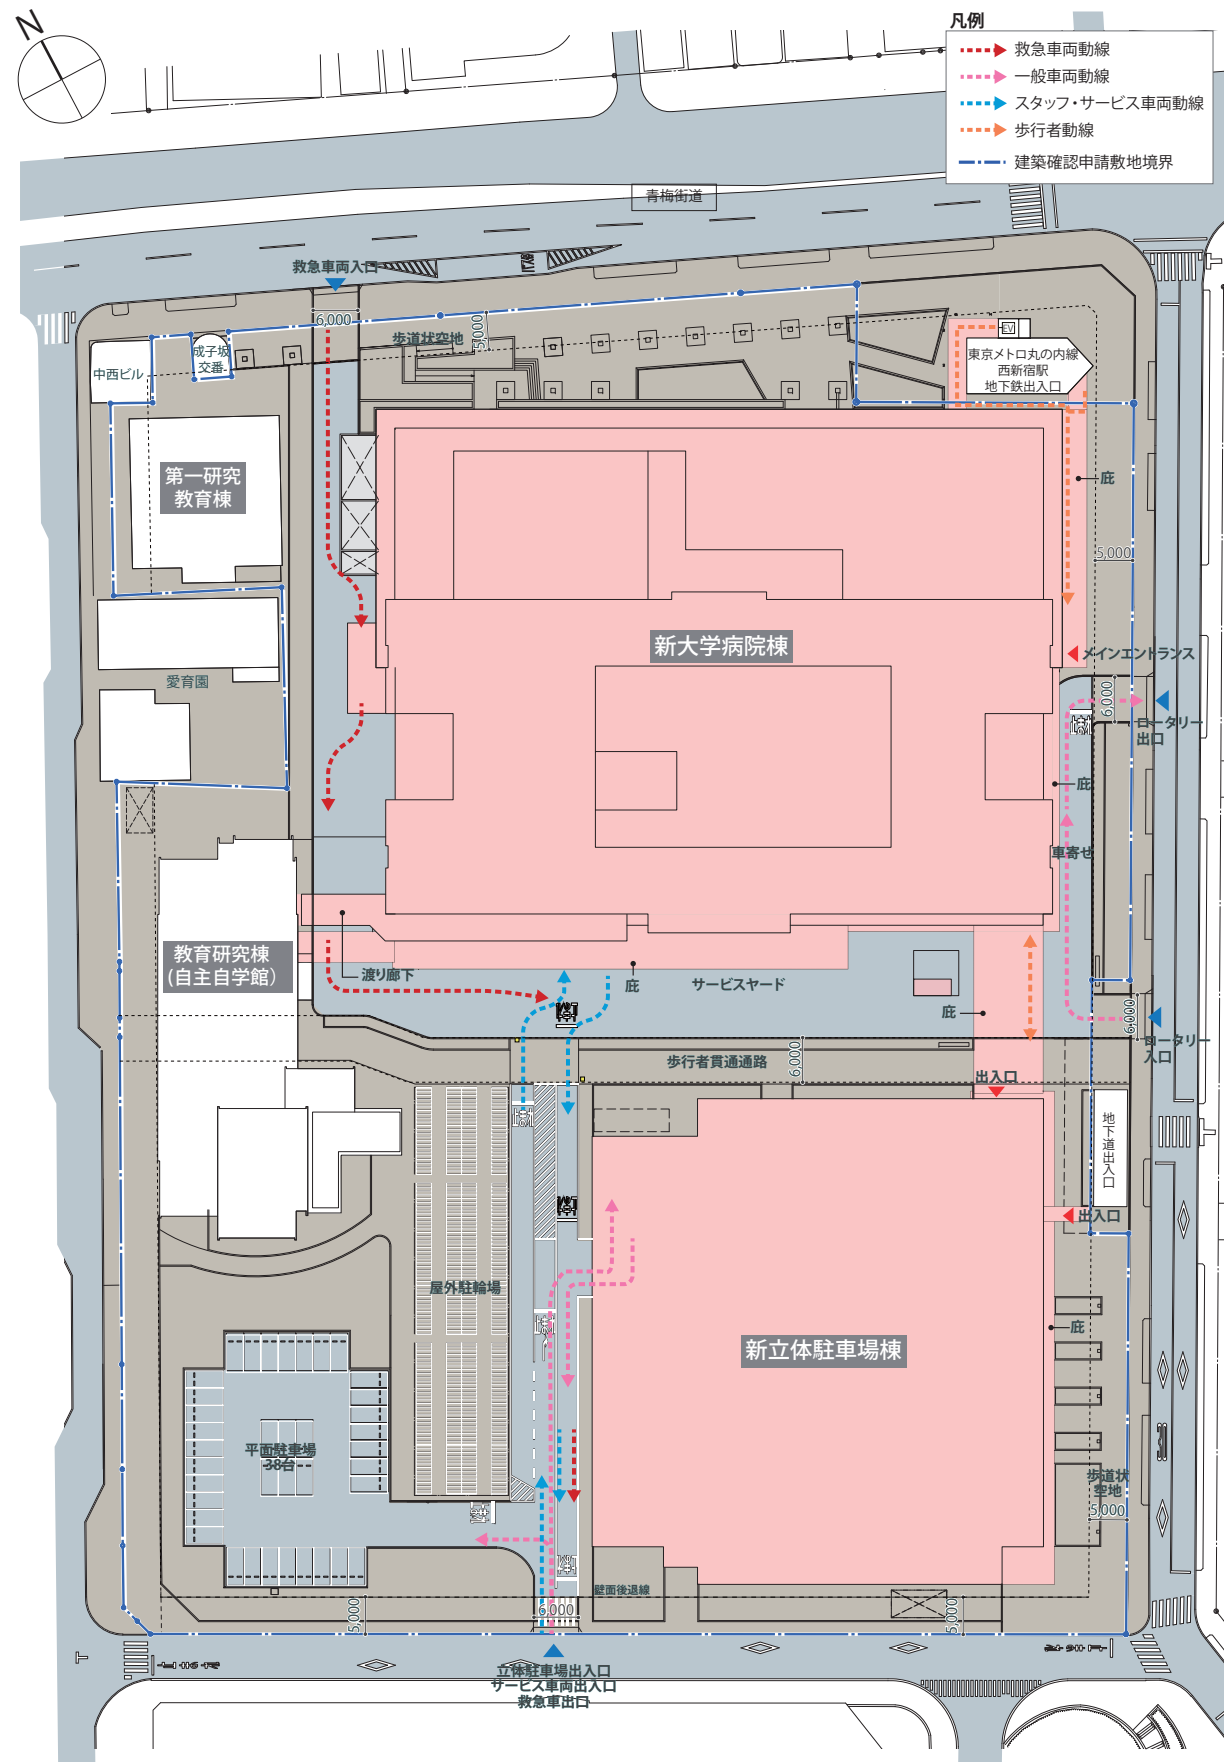 N
凡例
救急車両動線
一般車両動線
スタッフ・サービス車両動線
歩行者動線
建築確認申請敷地境界
青梅街道
救急車両入口
6,000
5,000
歩道状空地
成子坂
交番
中西ビル
EV
東京メトロ丸の内線
西新宿駅
地下鉄出入口
第一研究
教育棟
庇
5,000
新大学病院棟
メインエントランス
愛育園
6,000
ロータリー
出口
庇
車寄せ
教育研究棟
(自主自学館)
渡り廊下
庇
サービスヤード
庇
6,000
ロータリー
入口
歩行者貫通通路
6,000
出入口
地下道出入口
出入口
屋外駐輪場
庇
新立体駐車場棟
平面駐車場
38台
歩道状
空地
5,000
壁面後退線
5,000
6,000
5,000
立体駐車場出入口
サービス車両出入口
救急車出口